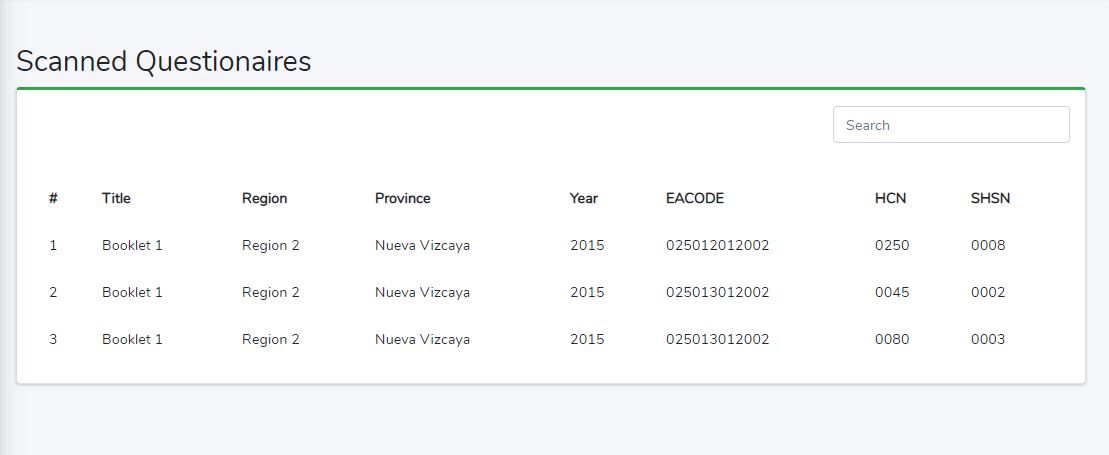 Scanned Questionaires
Search
# Title Region Province Year EACODE HCN SHSN
1 Booklet 1 Region 2 Nueva Vizcaya 2015 025012012002 0250 0008
2 Booklet 1 Region 2 Nueva Vizcaya 2015 025013012002 0045 0002
3 Booklet 1 Region 2 Nueva Vizcaya 2015 025013012002 0080 0003